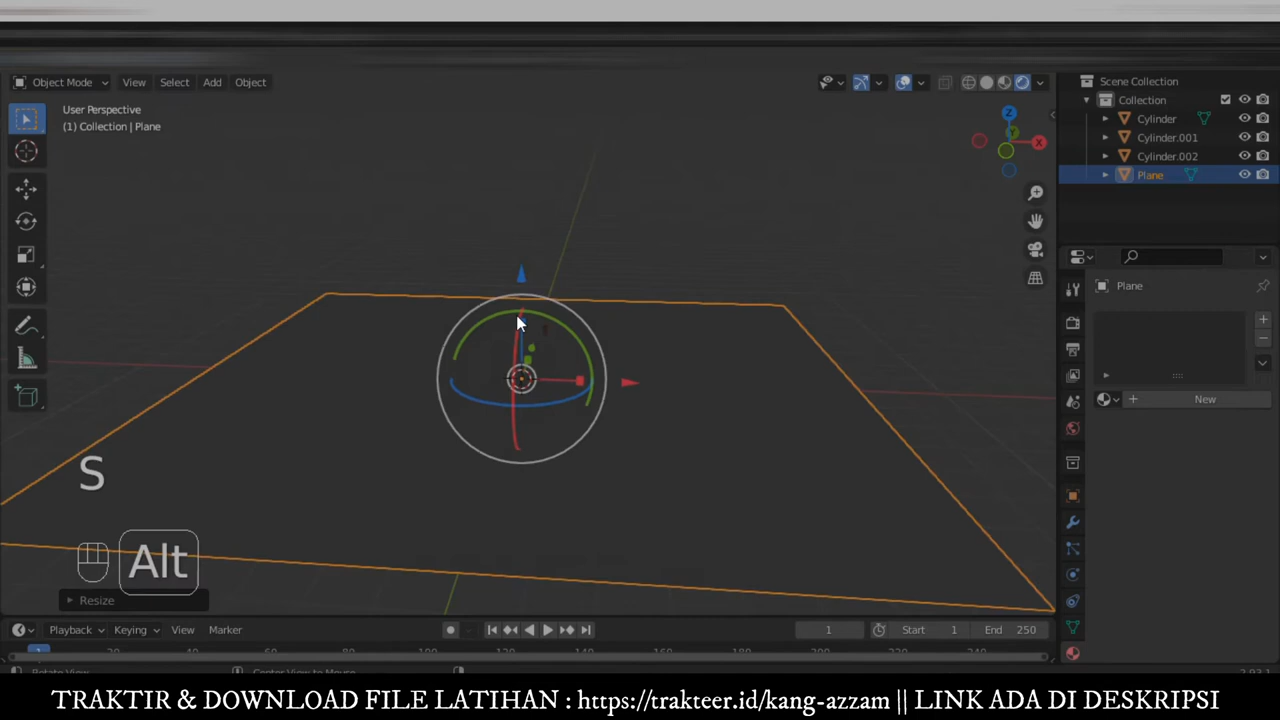 Object Mode
View
Select
Add
Object
User Perspective
(1) Collection | Plane
Z
X
Scene Collection
Collection
Cylinder
Cylinder.001
Cylinder.002
Plane
Plane
New
S
Alt
Resize
Playback
Keying
View
Marker
1
Start 1
End 250
TRAKTIR & DOWNLOAD FILE LATIHAN : https://trakteer.id/kang-azzam || LINK ADA DI DESKRIPSI